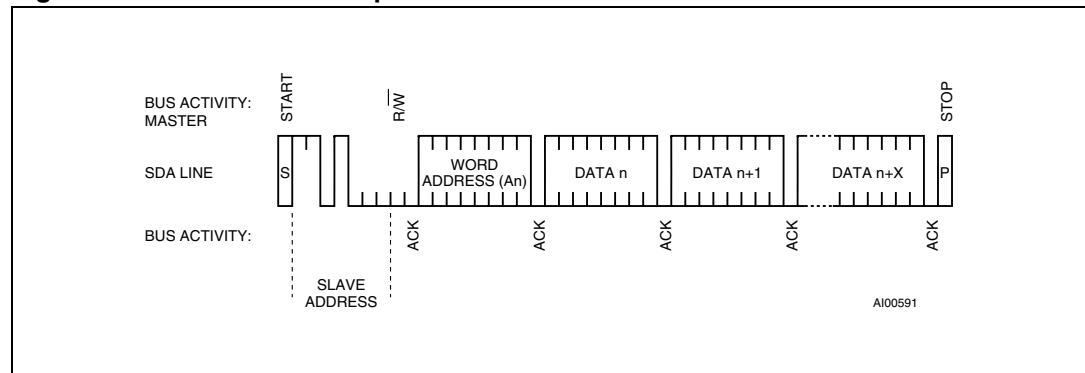 START
R/W
STOP
BUS ACTIVITY:
MASTER
SDA LINE
S
WORD
ADDRESS (An)
DATA n
DATA n+1
DATA n+X
P
BUS ACTIVITY:
ACK
ACK
ACK
ACK
ACK
SLAVE
ADDRESS
AI00591